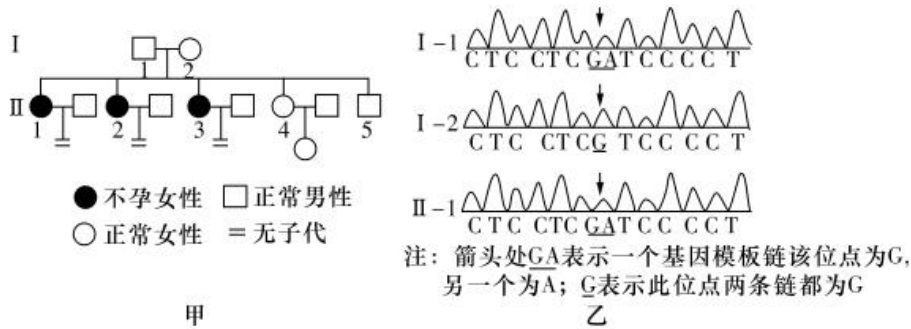 I
1 2
II
1 2 3 4 5
●不孕女性 □正常男性
○正常女性 =无子代
甲
I-1
C T C C T C G A T C C C C T
I-2
C T C C T C G T C C C C T
II-1
C T C C T C G A T C C C C T
注：箭头处GA表示一个基因模板链该位点为G,
另一个为A；G表示此位点两条链都为G
乙